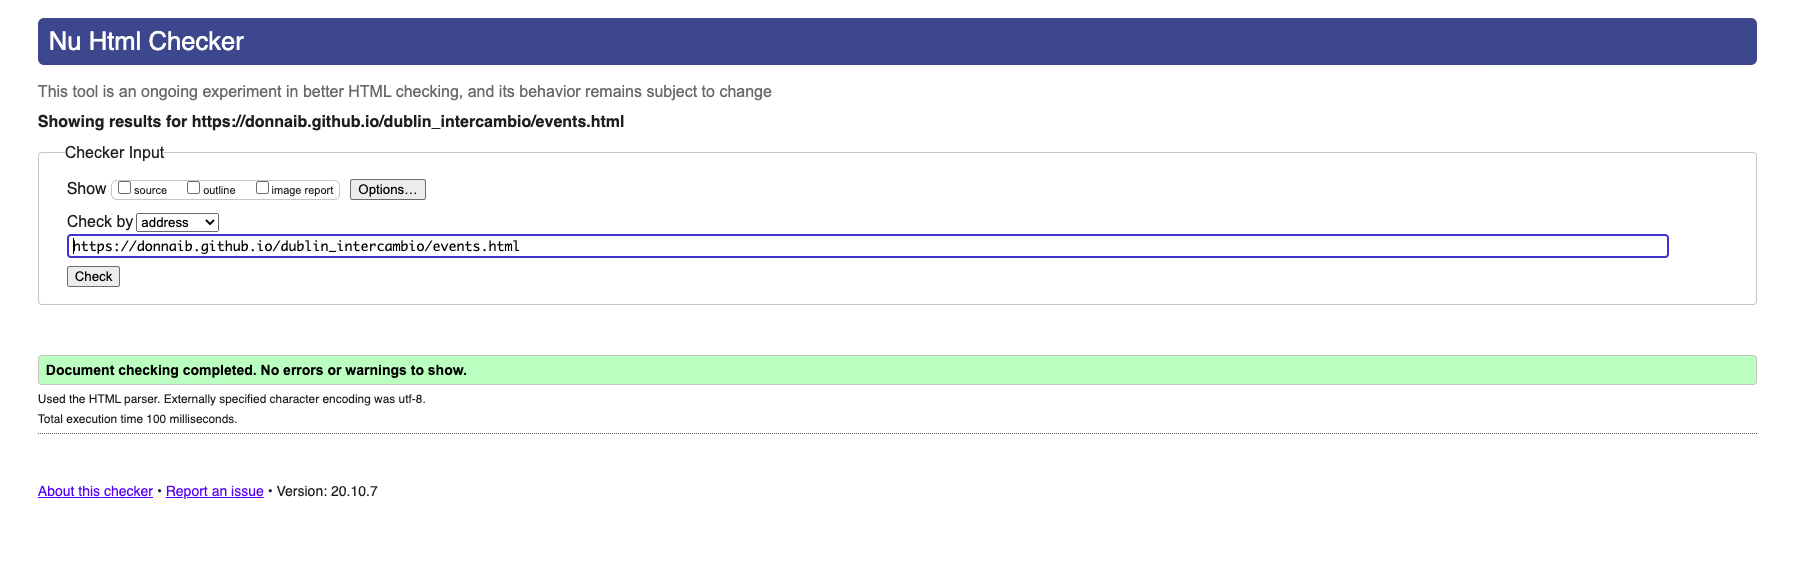 Nu Html Checker
This tool is an ongoing experiment in better HTML checking, and its behavior remains subject to change
Showing results for https://donnaib.github.io/dublin_intercambio/events.html
Checker Input
Show source outline image report Options...
Check by address
https://donnaib.github.io/dublin_intercambio/events.html
Check
Document checking completed. No errors or warnings to show.
Used the HTML parser. Externally specified character encoding was utf-8.
Total execution time 100 milliseconds.
About this checker • Report an issue • Version: 20.10.7